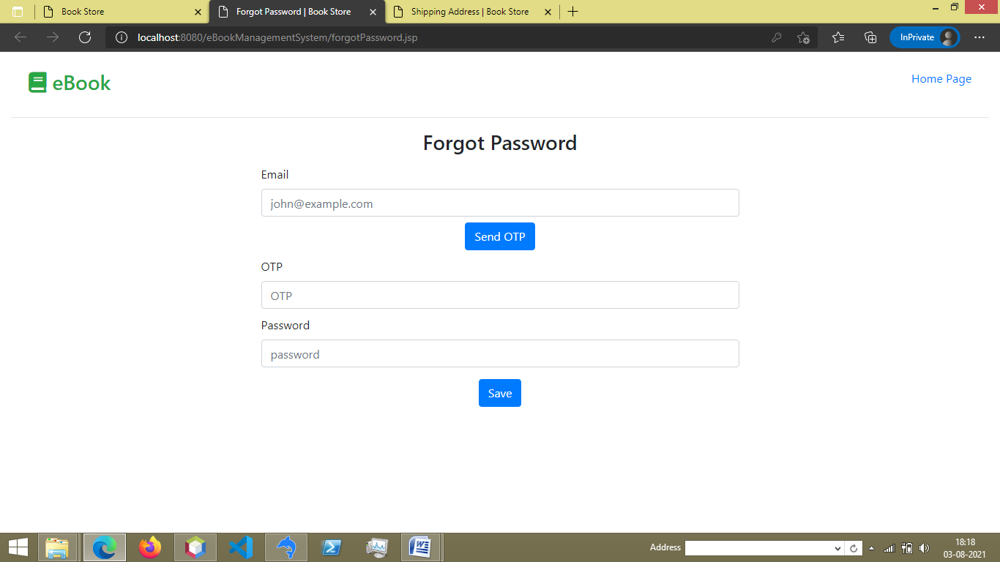 Book Store
Forgot Password | Book Store
Shipping Address | Book Store
localhost:8080/eBookManagementSystem/forgotPassword.jsp
InPrivate
eBook
Home Page
Forgot Password
Email
john@example.com
Send OTP
OTP
OTP
Password
password
Save
Address
18:18
03-08-2021